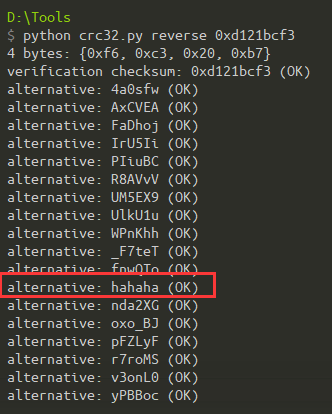 D:\Tools
$ python crc32.py reverse 0xd121bcf3
4 bytes: {0xf6, 0xc3, 0x20, 0xb7}
verification checksum: 0xd121bcf3 (OK)
alternative: 4a0sfw (OK)
alternative: AxCVEA (OK)
alternative: FaDhoj (OK)
alternative: IrU5Ii (OK)
alternative: PIiuBC (OK)
alternative: R8AVvV (OK)
alternative: UM5EX9 (OK)
alternative: UlkU1u (OK)
alternative: WPnKhh (OK)
alternative: _F7teT (OK)
alternative: fnwQTo (OK)
alternative: hahaha (OK)
alternative: nda2XG (OK)
alternative: oxo_BJ (OK)
alternative: pFZLyF (OK)
alternative: r7roMS (OK)
alternative: v3onL0 (OK)
alternative: yPBBoc (OK)